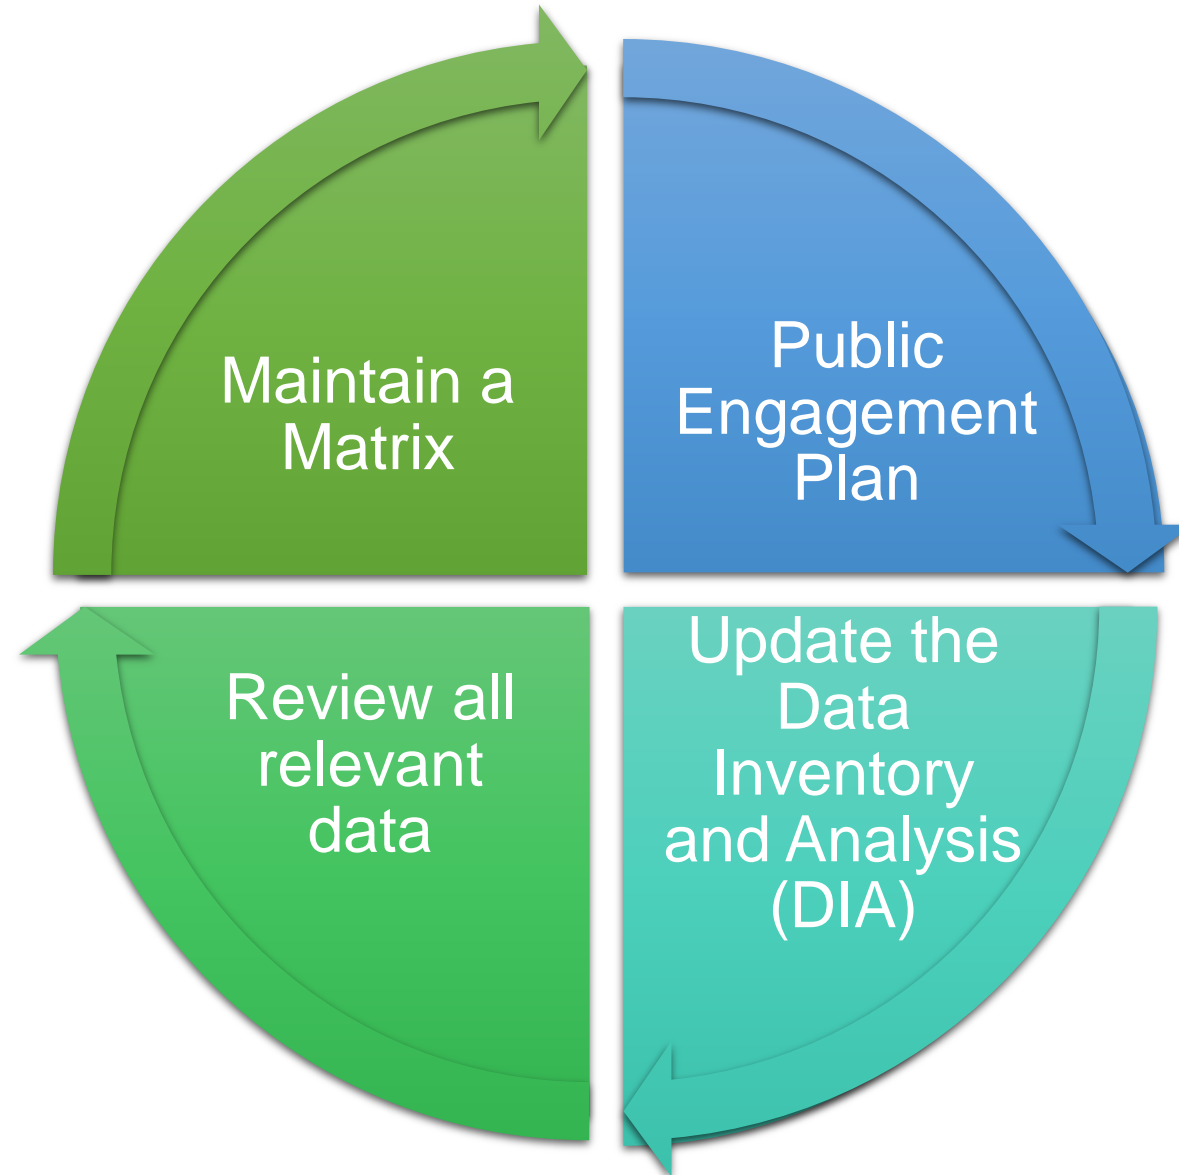 Maintain a
Matrix
Public
Engagement
Plan
Update the
Data
Inventory
and Analysis
(DIA)
Review all
relevant
data